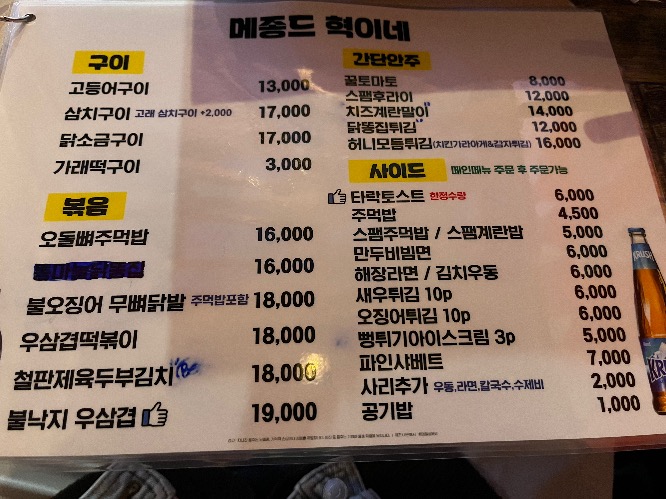 메종드 혁이네
구이
고등어구이 13,000
삼치구이 고래 삼치구이 +2,000 17,000
닭소금구이 17,000
가래떡구이 3,000
볶음
오돌뼈주먹밥 16,000
16,000
불오징어 무뼈닭발 주먹밥포함 18,000
우삼겹떡볶이 18,000
철판제육두부김치 18,000
불낙지 우삼겹 19,000
간단안주
꿀토마토 8,000
스팸후라이 12,000
치즈계란말이 14,000
닭똥집튀김 12,000
허니모듬튀김(치킨가라아게&감자튀김) 16,000
사이드 메인메뉴 주문 후 주문가능
타락토스트 한정수량 6,000
주먹밥 4,500
스팸주먹밥 / 스팸계란밥 5,000
만두비빔면 6,000
해장라면 / 김치우동 6,000
새우튀김 10p 6,000
오징어튀김 10p 6,000
뻥튀기아이스크림 3p 5,000
파인샤베트 7,000
사리추가 우동,라면,칼국수,수제비 2,000
공기밥 1,000